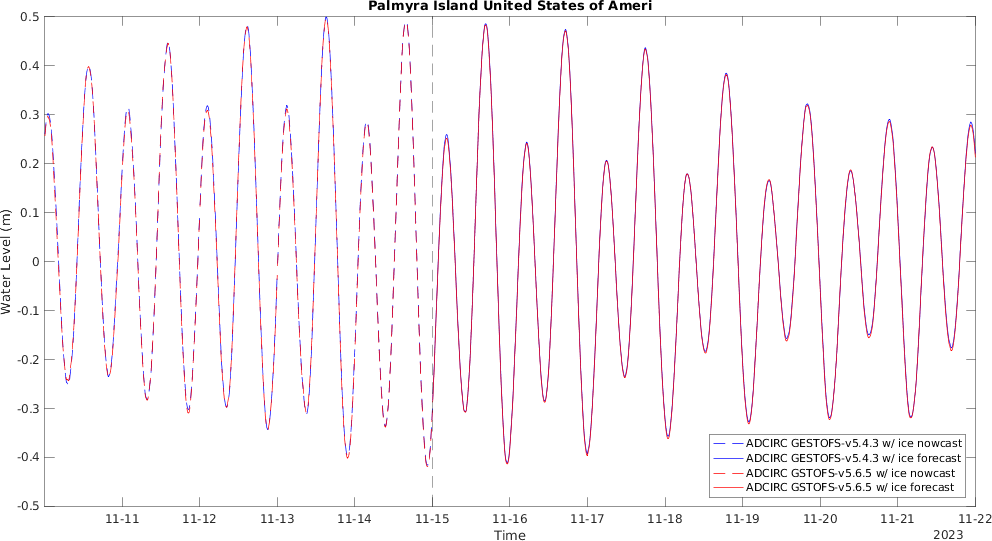 Palmyra Island United States of Ameri
0.5
0.4
0.3
0.2
0.1
0
-0.1
-0.2
-0.3
-0.4
-0.5
Water Level (m)
ADCIRC GESTOFS-v5.4.3 w/ ice nowcast
ADCIRC GESTOFS-v5.4.3 w/ ice forecast
ADCIRC GSTOFS-v5.6.5 w/ ice nowcast
ADCIRC GSTOFS-v5.6.5 w/ ice forecast
11-11 11-12 11-13 11-14 11-15 11-16 11-17 11-18 11-19 11-20 11-21 11-22
Time
2023